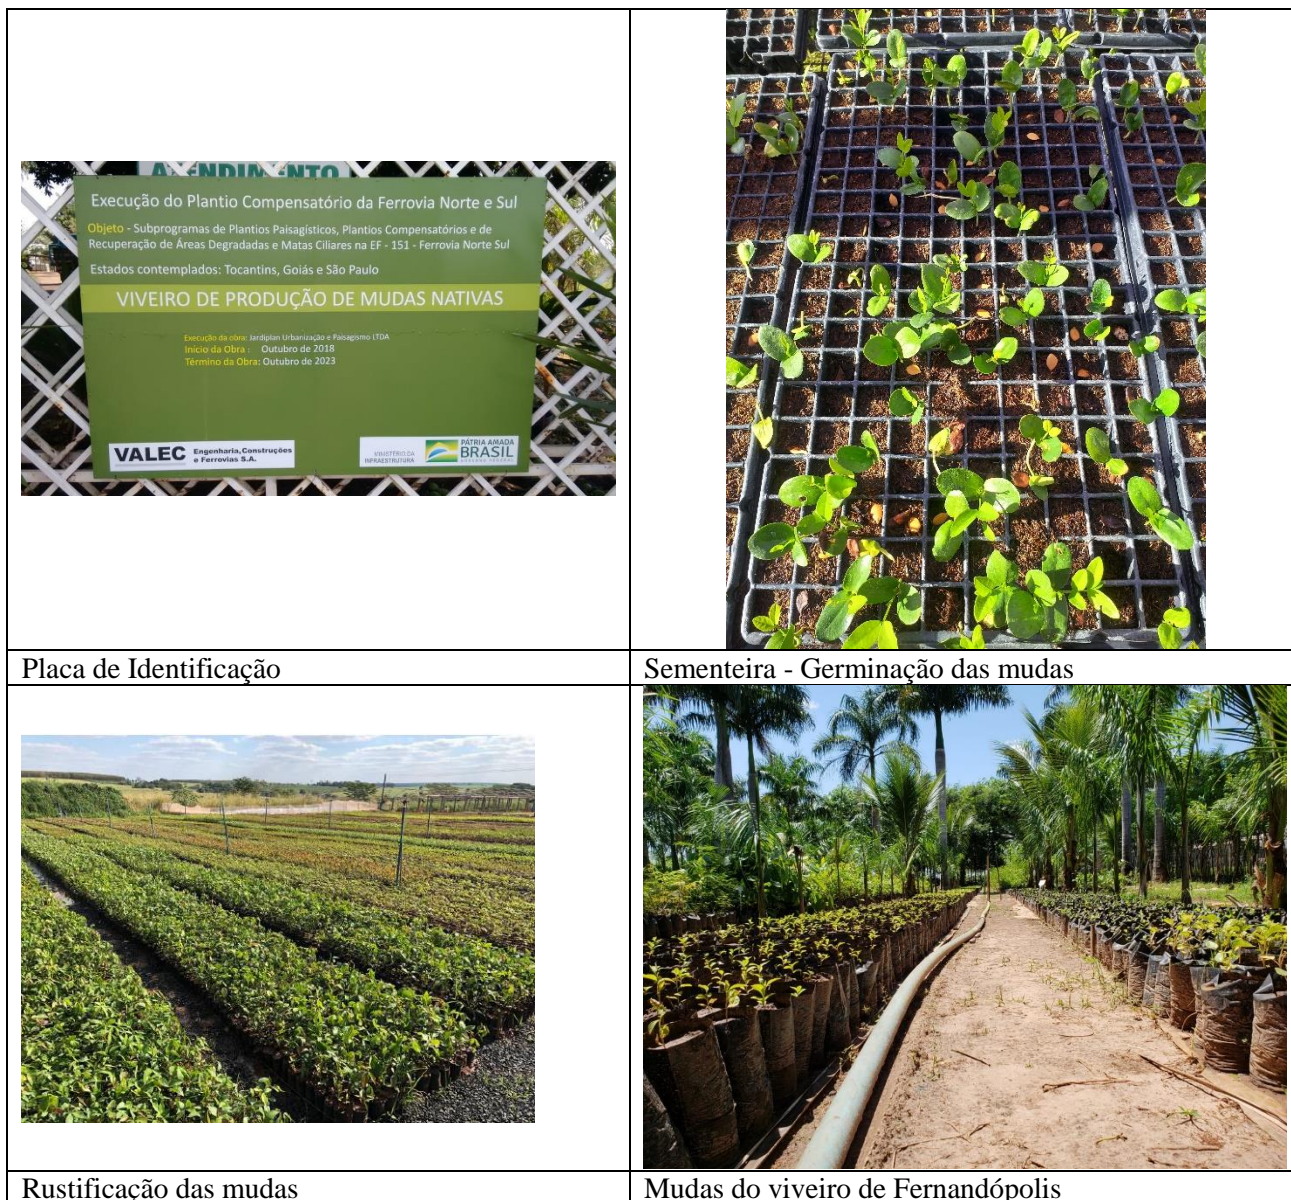 ATENDIMENTO
Execução do Plantio Compensatório da Ferrovia Norte e Sul
Objeto - Subprogramas de Plantios Paisagísticos, Plantios Compensatórios e de
Recuperação de Áreas Degradadas e Matas Ciliares na EF - 151 - Ferrovia Norte Sul
Estados contemplados: Tocantins, Goiás e São Paulo
VIVEIRO DE PRODUÇÃO DE MUDAS NATIVAS
Execução da obra: Jardiplan Urbanização e Paisagismo LTDA
Início da Obra : Outubro de 2018
Término da Obra: Outubro de 2023
VALEC Engenharia, Construções
e Ferrovias S.A.
MINISTÉRIO DA
INFRAESTRUTURA
PÁTRIA AMADA
BRASIL
GOVERNO FEDERAL
Placa de Identificação
Sementeira - Germinação das mudas
Rustificação das mudas
Mudas do viveiro de Fernandópolis